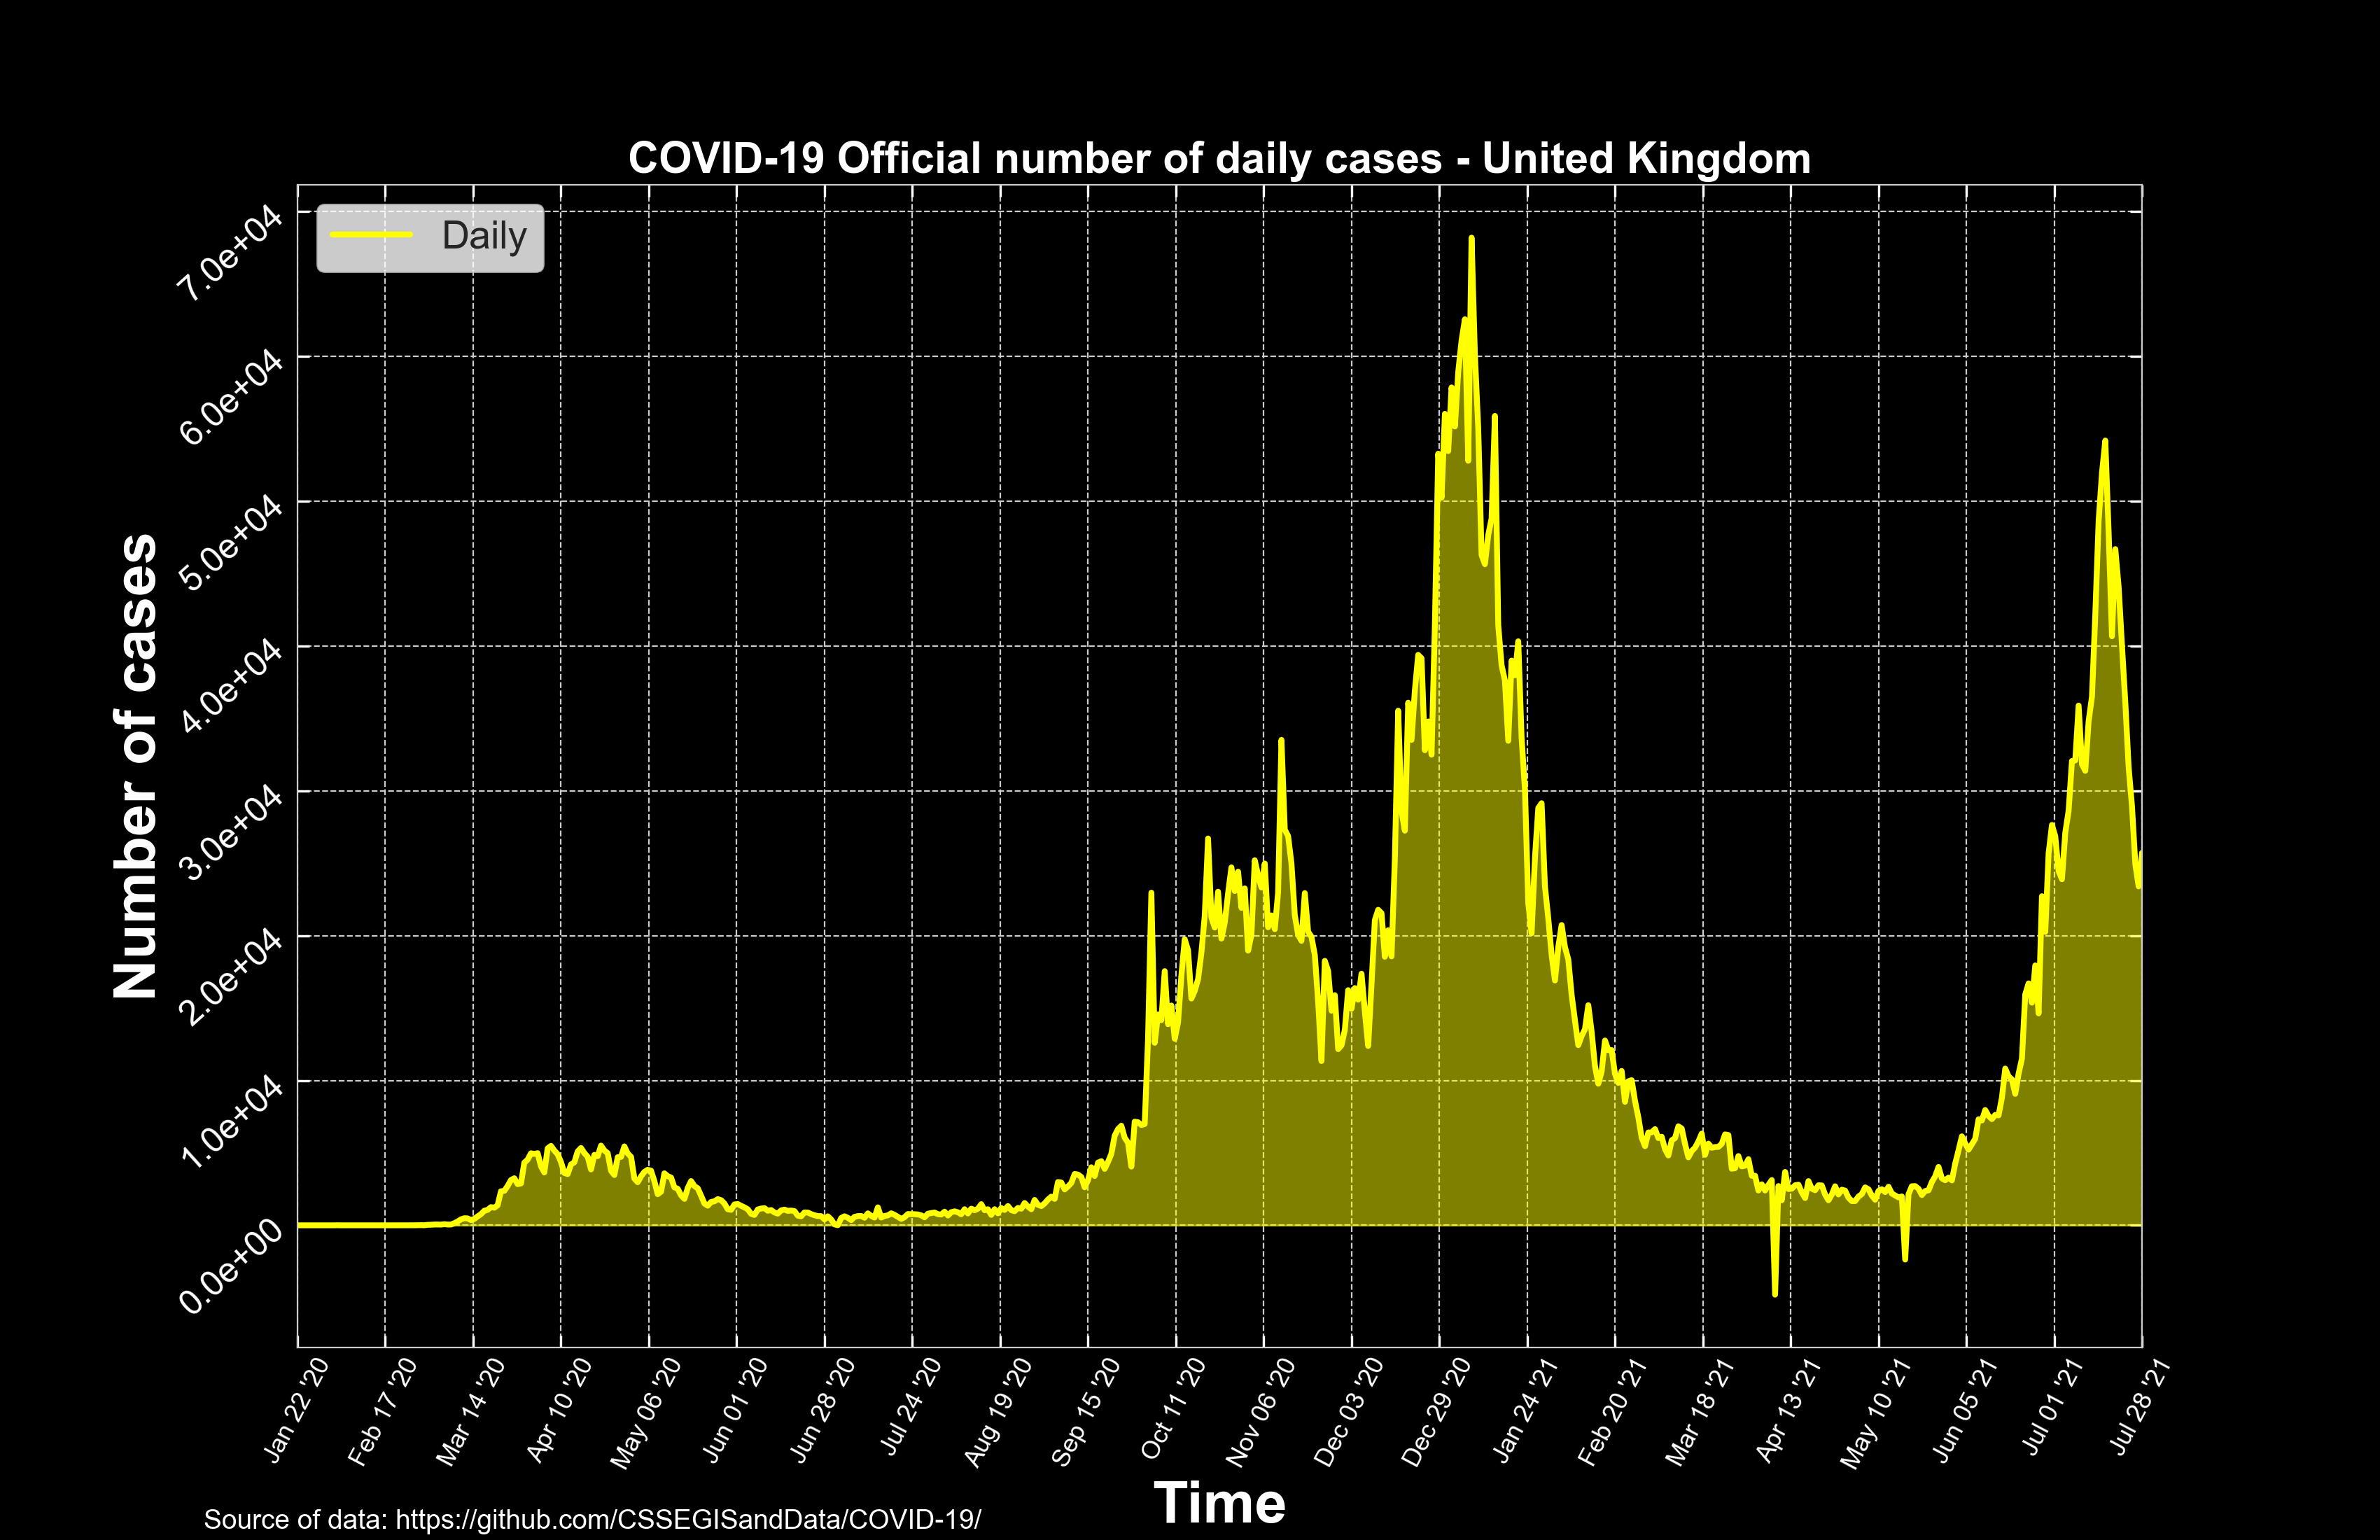 COVID-19 Official number of daily cases - United Kingdom
Daily
7.0e+04
6.0e+04
5.0e+04
4.0e+04
3.0e+04
2.0e+04
1.0e+04
0.0e+00
Number of cases
Jan 22 '20
Feb 17 '20
Mar 14 '20
Apr 10 '20
May 06 '20
Jun 01 '20
Jun 28 '20
Jul 24 '20
Aug 19 '20
Sep 15 '20
Oct 11 '20
Nov 06 '20
Dec 03 '20
Dec 29 '20
Jan 24 '21
Feb 20 '21
Mar 18 '21
Apr 13 '21
May 10 '21
Jun 05 '21
Jul 01 '21
Jul 28 '21
Time
Source of data: https://github.com/CSSEGISandData/COVID-19/